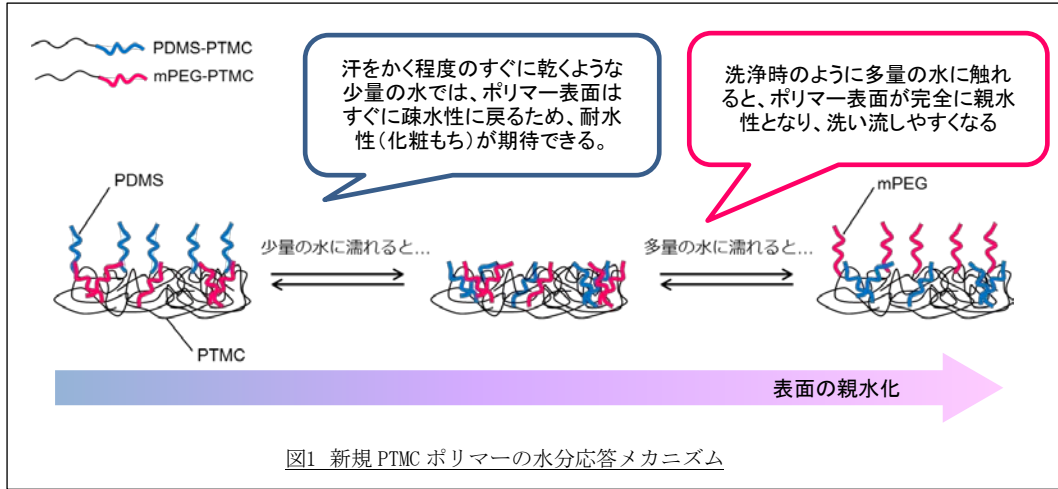 PDMS-PTMC
mPEG-PTMC
汗をかく程度のすぐに乾くような
少量の水では、ポリマー表面は
すぐに疎水性に戻るため、耐水
性（化粧もち）が期待できる。
洗浄時のように多量の水に触れ
ると、ポリマー表面が完全に親水
性となり、洗い流しやすくなる
PDMS
mPEG
少量の水に濡れると…
多量の水に濡れると…
PTMC
表面の親水化
図1 新規 PTMC ポリマーの水分応答メカニズム